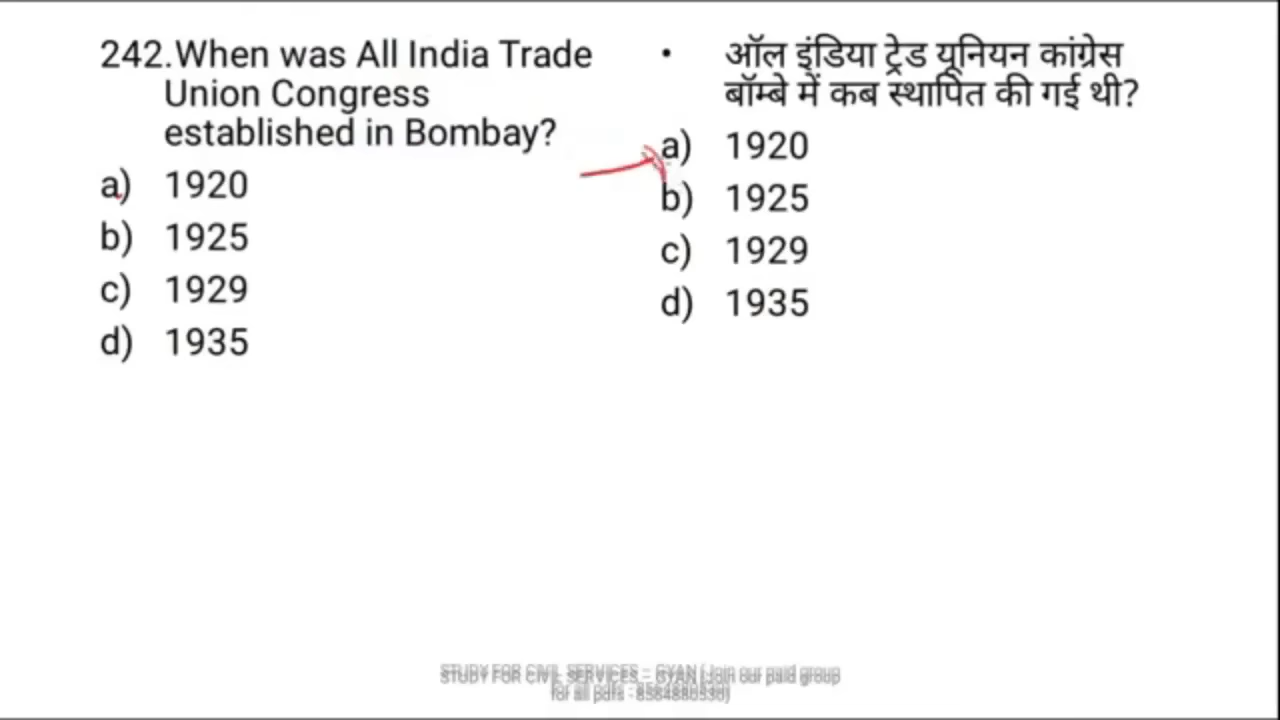 242.When was All India Trade
Union Congress
established in Bombay?
a) 1920
b) 1925
c) 1929
d) 1935
• ऑल इंडिया ट्रेड यूनियन कांग्रेस
बॉम्बे में कब स्थापित की गई थी?
a) 1920
b) 1925
c) 1929
d) 1935
STUDY FOR CIVIL SERVICES – GYAN ( Join our paid group
for all pdfs :